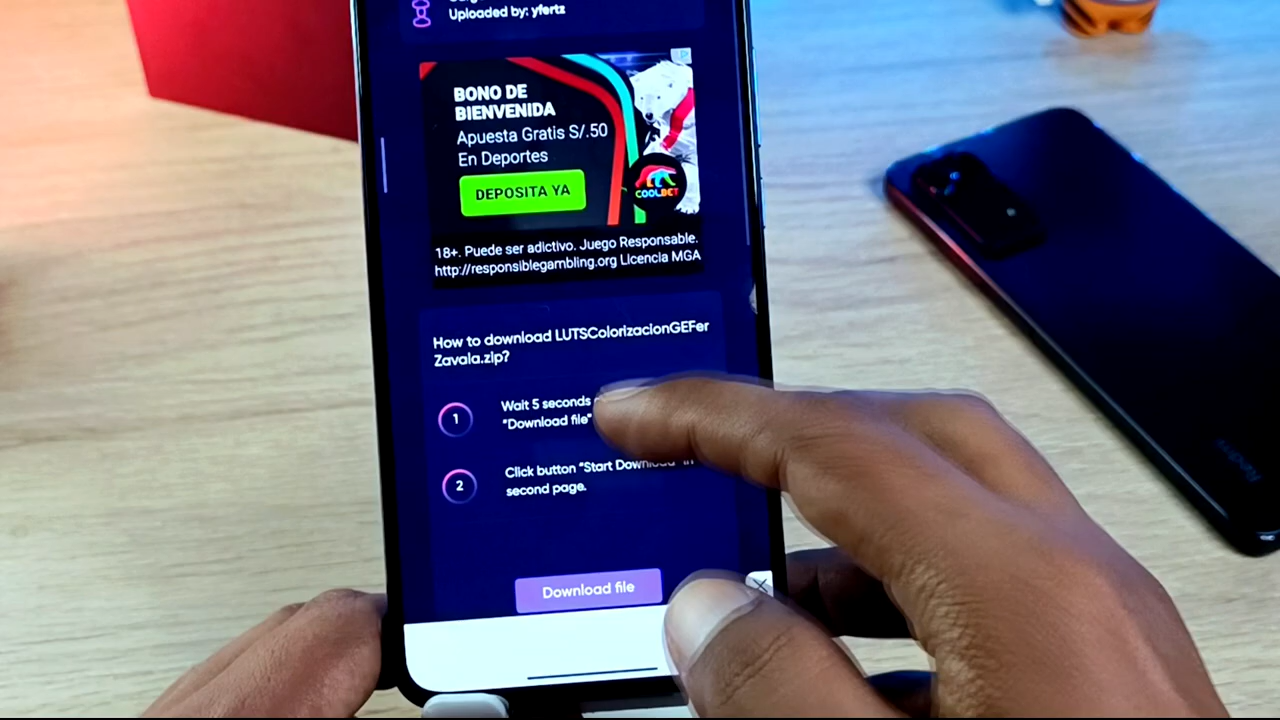 Uploaded by: yfertz
BONO DE
BIENVENIDA
Apuesta Gratis S/.50
En Deportes
DEPOSITA YA
COOLBET
18+. Puede ser adictivo. Juego Responsable.
http://responsiblegambling.org Licencia MGA
How to download LUTSColorizacionGEFer
Zavala.zip?
1
Wait 5 seconds
"Download file"
2
Click button "Start Download" in
second page.
Download file
Redmi